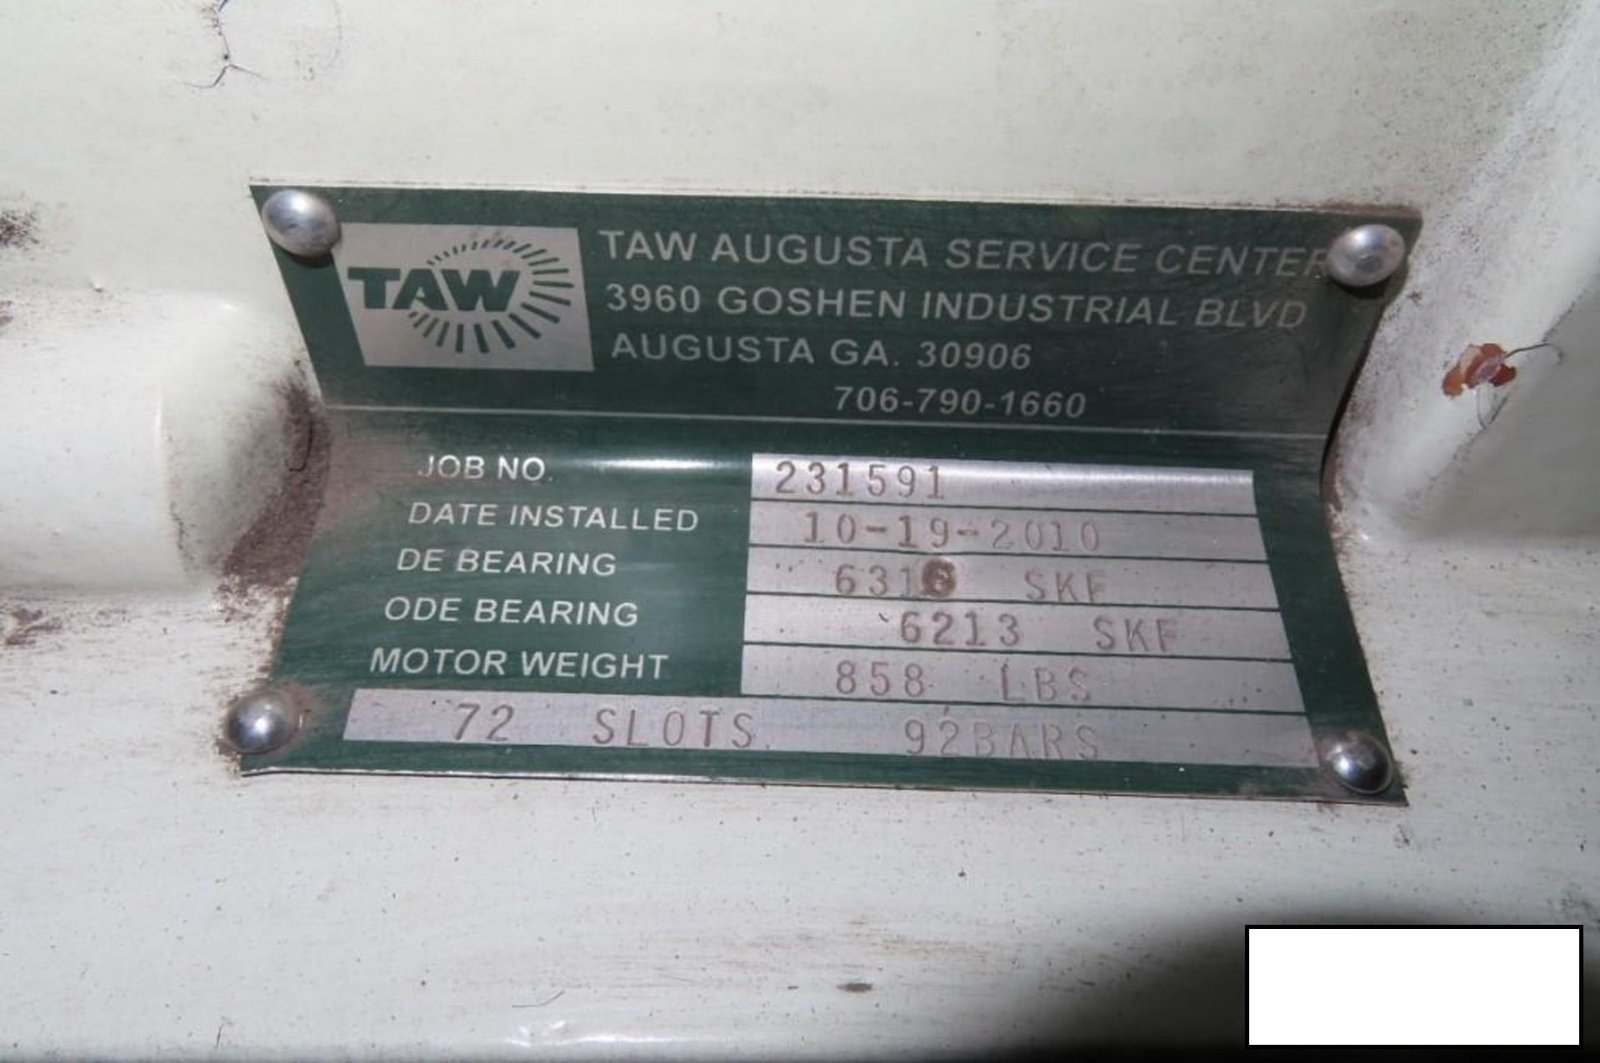 TAW
TAW AUGUSTA SERVICE CENTER
3960 GOSHEN INDUSTRIAL BLVD
AUGUSTA GA. 30906
706-790-1660
JOB NO. 231591
DATE INSTALLED 10-19-2010
DE BEARING 6316 SKF
ODE BEARING 6213 SKF
MOTOR WEIGHT 858 LBS
72 SLOTS 92BARS